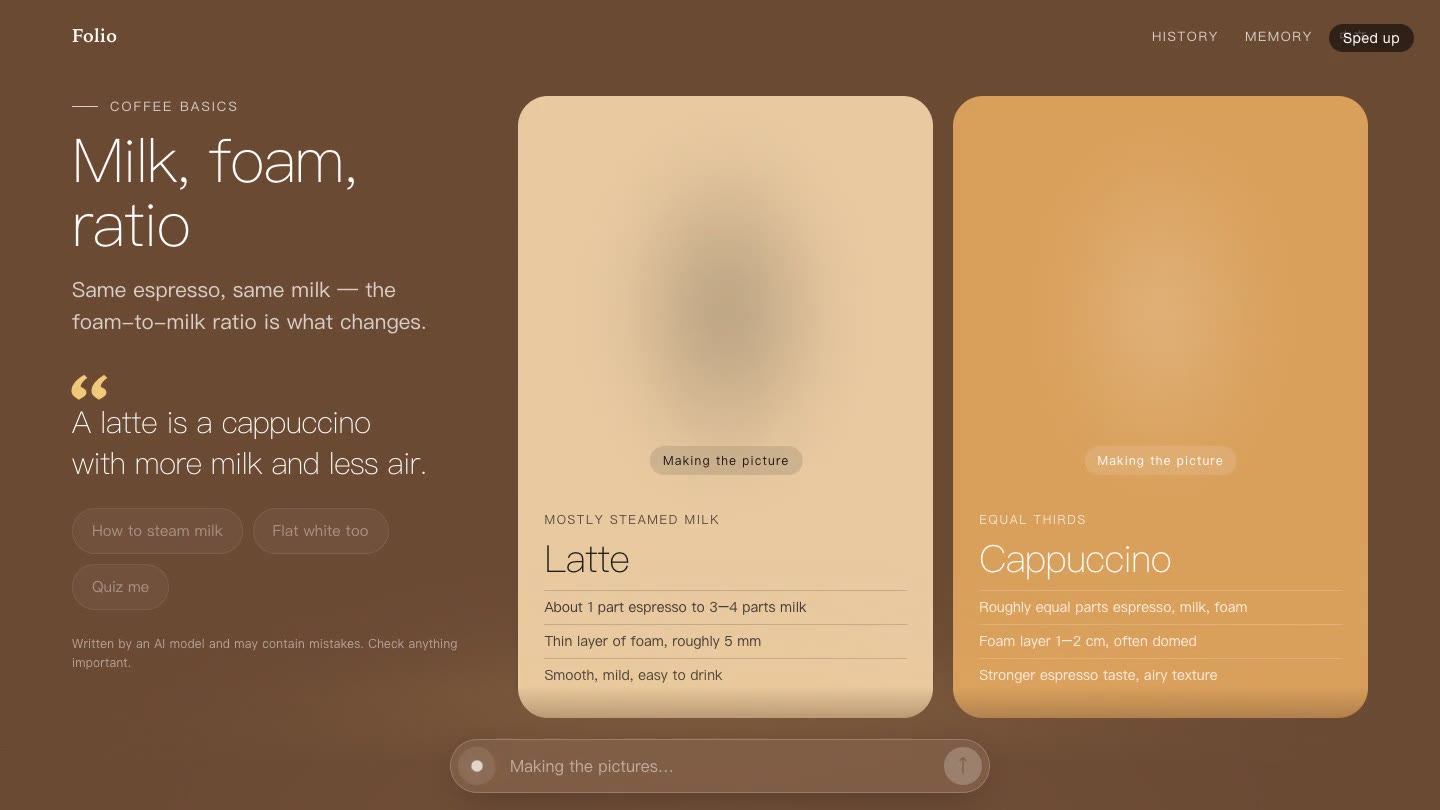 Folio
HISTORY
MEMORY
Sped up
COFFEE BASICS
Milk, foam,
ratio
Same espresso, same milk — the
foam-to-milk ratio is what changes.
“
A latte is a cappuccino
with more milk and less air.
How to steam milk
Flat white too
Quiz me
Written by an AI model and may contain mistakes. Check anything
important.
Making the picture
MOSTLY STEAMED MILK
Latte
About 1 part espresso to 3–4 parts milk
Thin layer of foam, roughly 5 mm
Smooth, mild, easy to drink
Making the picture
EQUAL THIRDS
Cappuccino
Roughly equal parts espresso, milk, foam
Foam layer 1–2 cm, often domed
Stronger espresso taste, airy texture
Making the pictures...